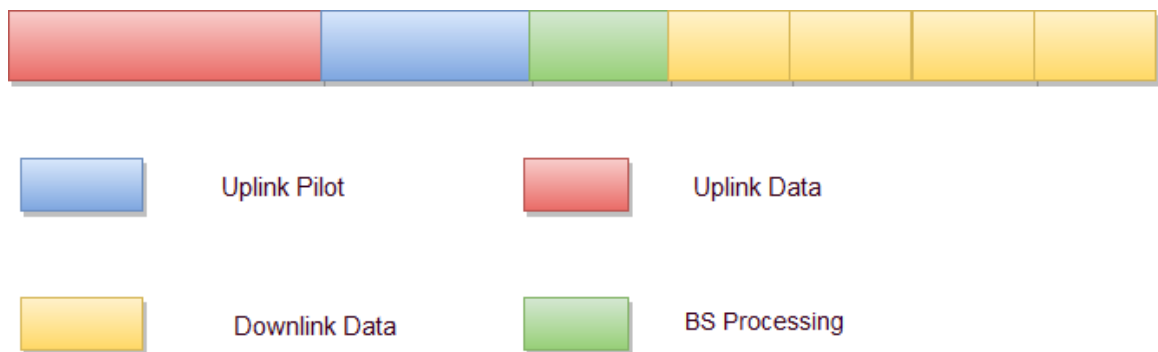 Uplink Pilot
Uplink Data
Downlink Data
BS Processing